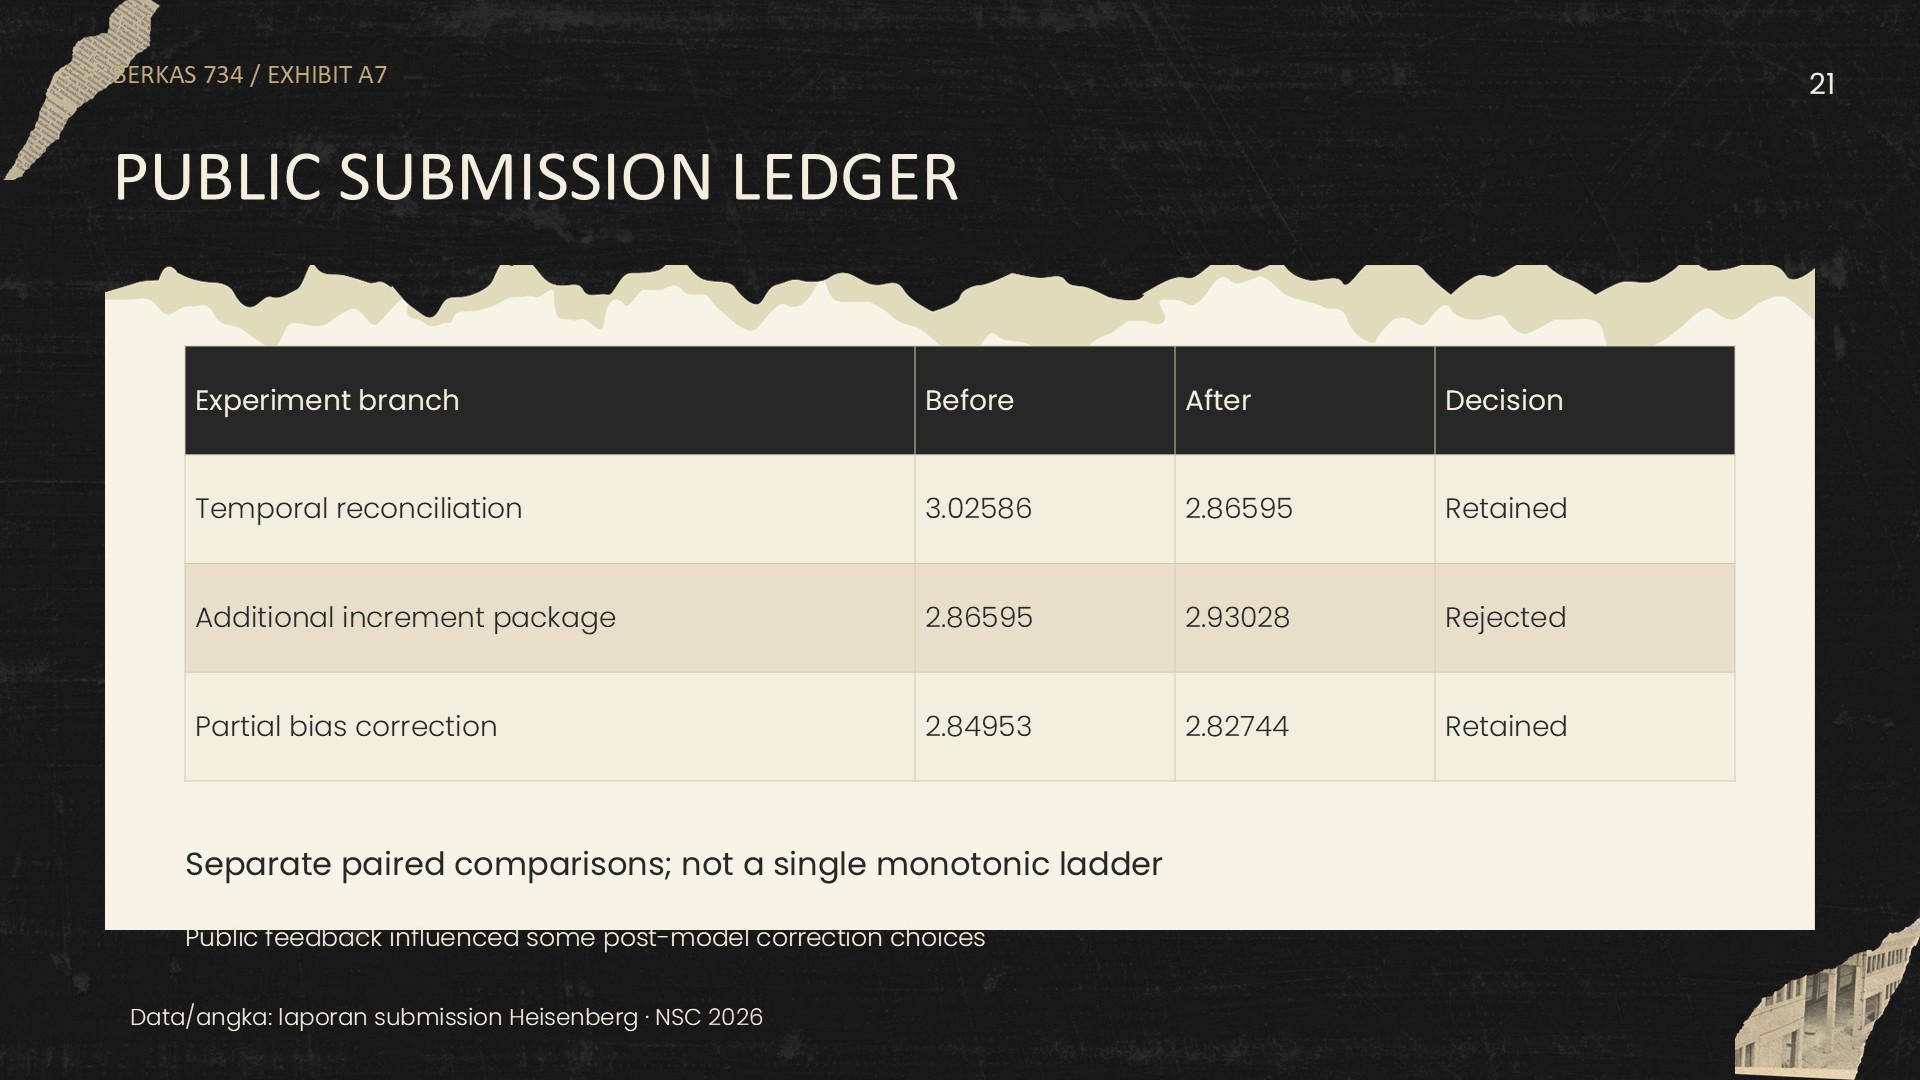 BERKAS 734 / EXHIBIT A7
21
PUBLIC SUBMISSION LEDGER
Experiment branch Before After Decision
Temporal reconciliation 3.02586 2.86595 Retained
Additional increment package 2.86595 2.93028 Rejected
Partial bias correction 2.84953 2.82744 Retained
Separate paired comparisons; not a single monotonic ladder
Public feedback influenced some post-model correction choices
Data/angka: laporan submission Heisenberg · NSC 2026